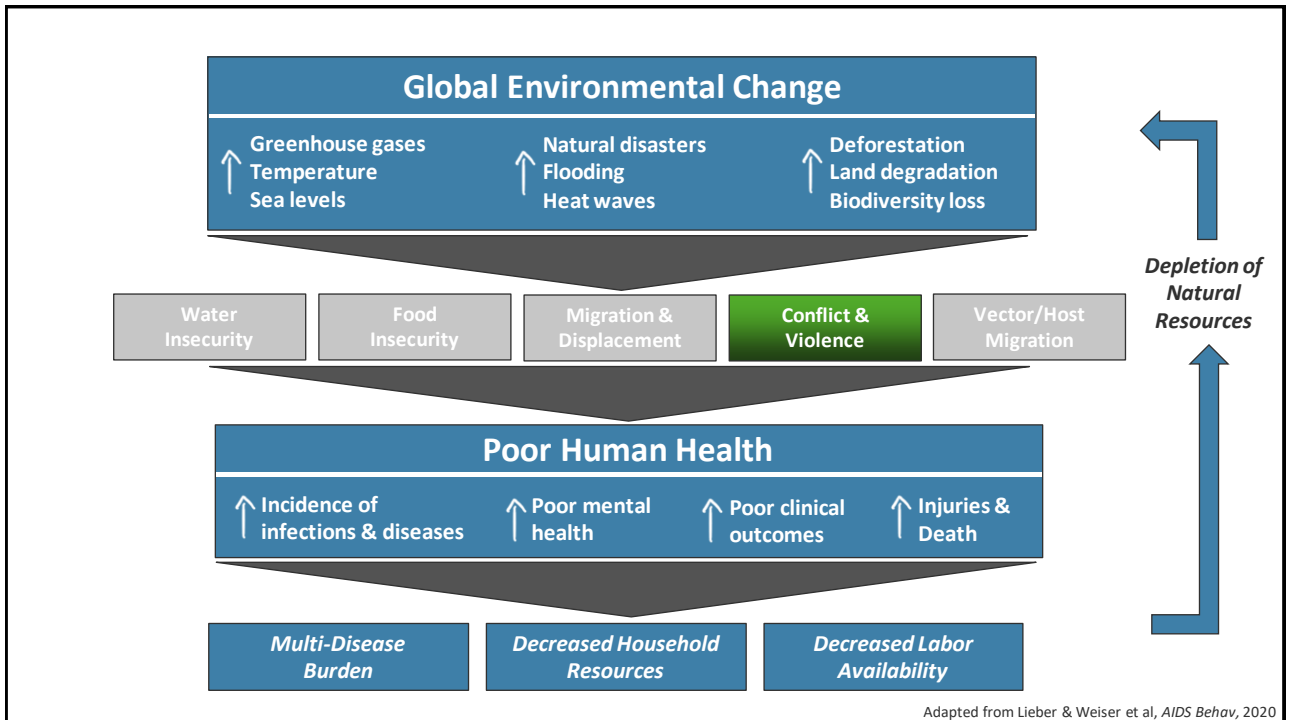 Global Environmental Change
Greenhouse gases
Temperature
Sea levels
Natural disasters
Flooding
Heat waves
Deforestation
Land degradation
Biodiversity loss
Depletion of
Natural
Resources
Water
Insecurity
Food
Insecurity
Migration &
Displacement
Conflict &
Violence
Vector/Host
Migration
Poor Human Health
Incidence of
infections & diseases
Poor mental
health
Poor clinical
outcomes
Injuries &
Death
Multi-Disease
Burden
Decreased Household
Resources
Decreased Labor
Availability
Adapted from Lieber & Weiser et al, AIDS Behav, 2020